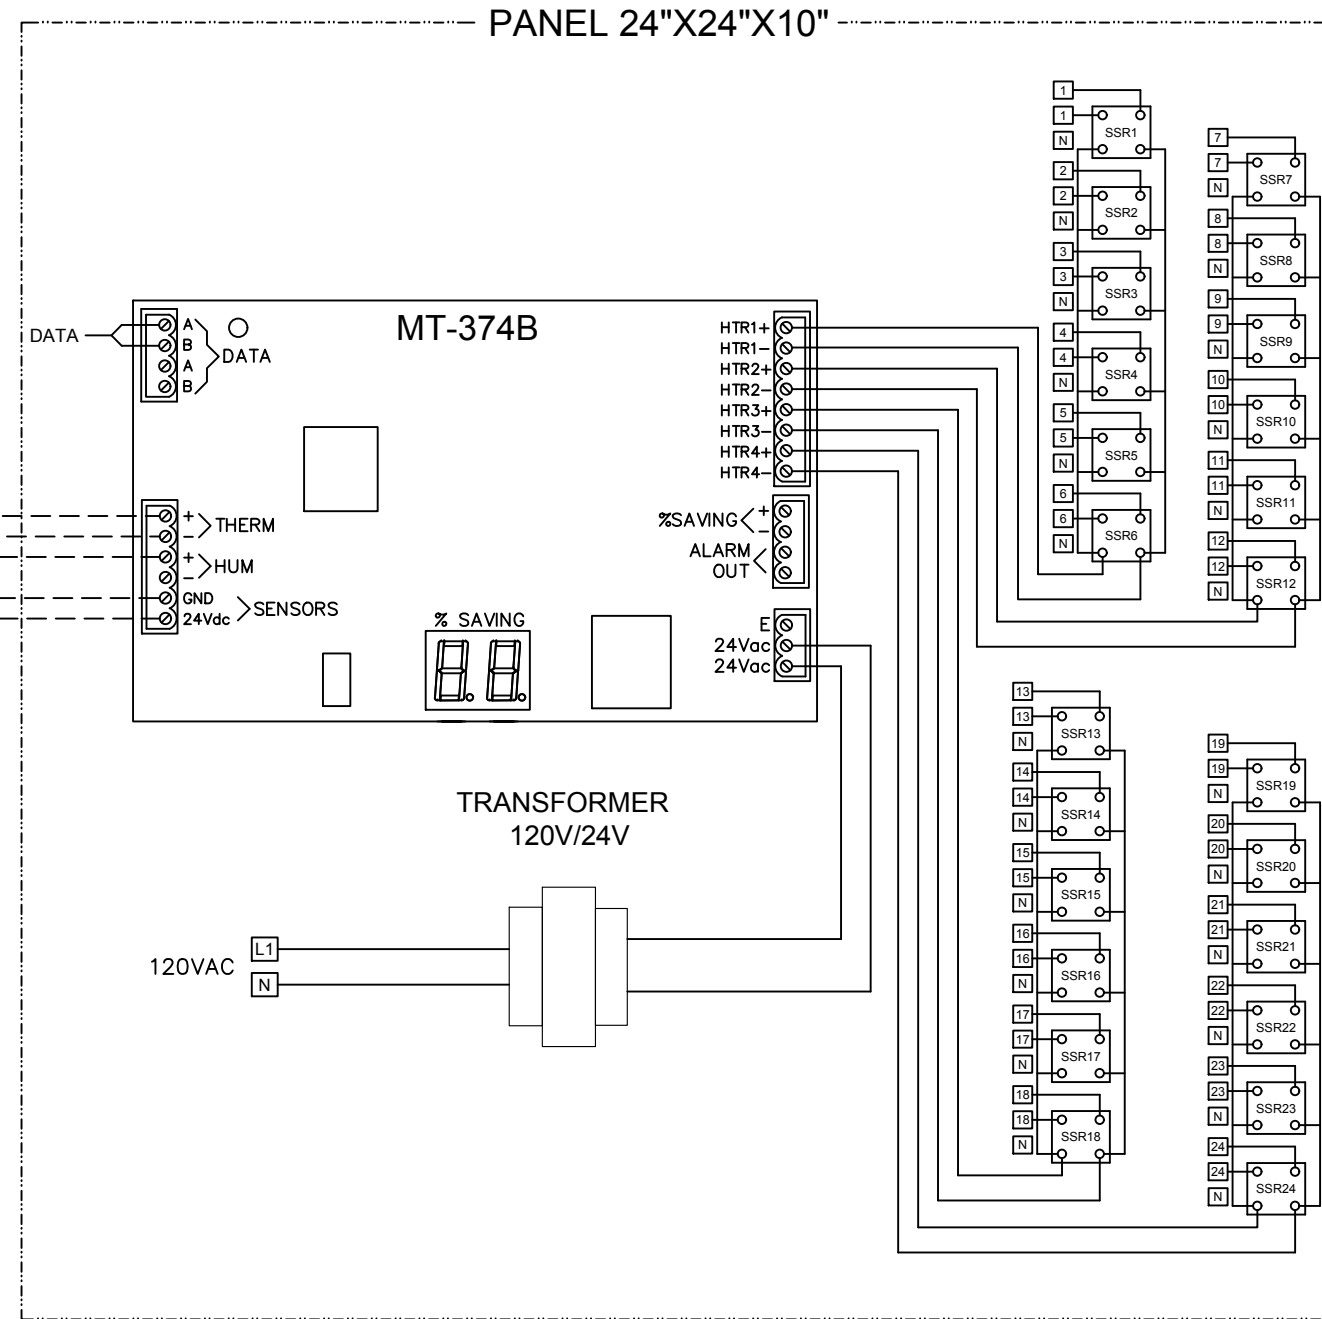 PANEL 24"X24"X10"
MT-374B
DATA
A
B
A
B
DATA
+
-
THERM
+
-
HUM
GND
24Vdc
SENSORS
% SAVING
8.8.
HTR1+
HTR1-
HTR2+
HTR2-
HTR3+
HTR3-
HTR4+
HTR4-
%SAVING
+
-
ALARM
OUT
E
24Vac
24Vac
TRANSFORMER
120V/24V
120VAC
L1
N
1
1
N
SSR1
2
2
N
SSR2
3
3
N
SSR3
4
4
N
SSR4
5
5
N
SSR5
6
6
N
SSR6
7
7
N
SSR7
8
8
N
SSR8
9
9
N
SSR9
10
10
N
SSR10
11
11
N
SSR11
12
12
N
SSR12
13
13
N
SSR13
14
14
N
SSR14
15
15
N
SSR15
16
16
N
SSR16
17
17
N
SSR17
18
18
N
SSR18
19
19
N
SSR19
20
20
N
SSR20
21
21
N
SSR21
22
22
N
SSR22
23
23
N
SSR23
24
24
N
SSR24